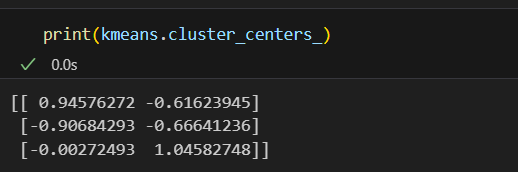 print(kmeans.cluster_centers_)
0.0s
[[ 0.94576272 -0.61623945]
[-0.90684293 -0.66641236]
[-0.00272493 1.04582748]]